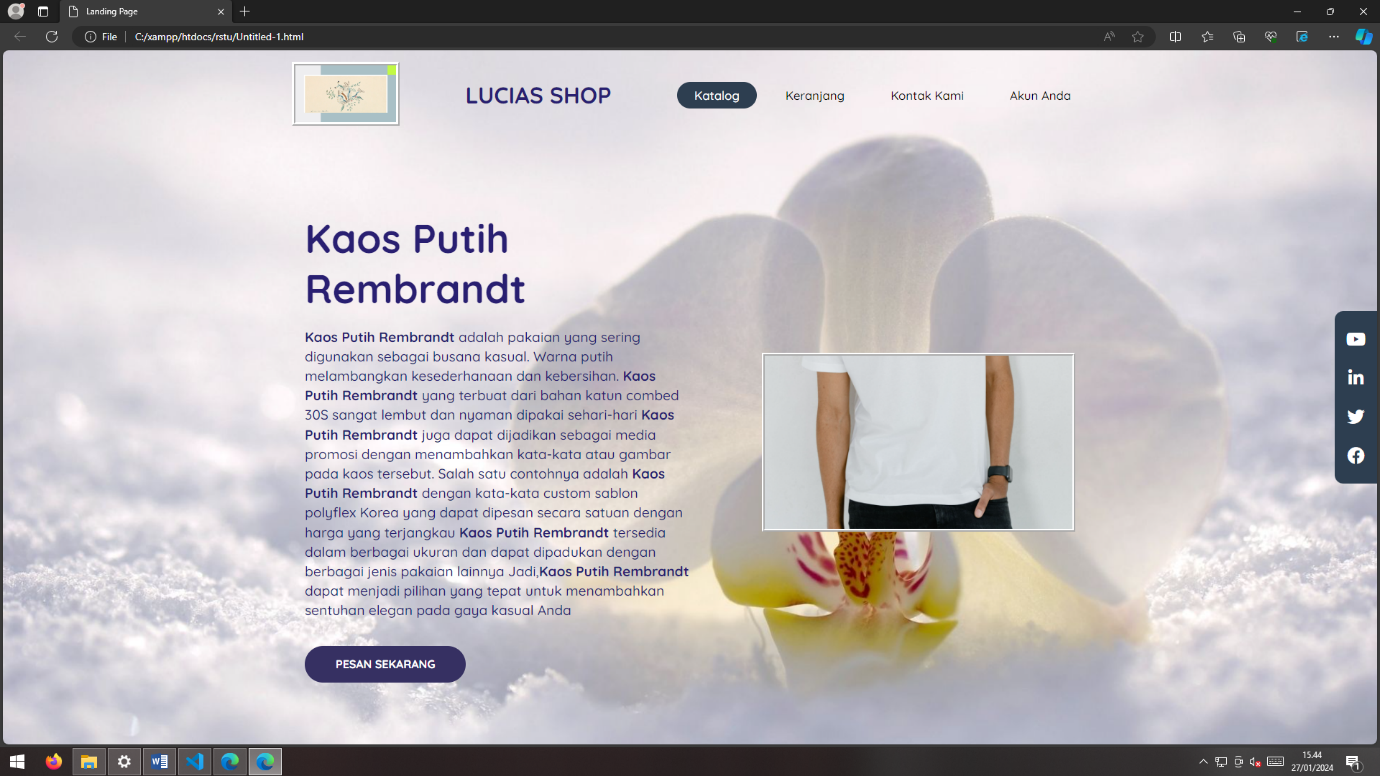 Landing Page
File
C:/xampp/htdocs/rstu/Untitled-1.html
LUCIAS SHOP
Katalog
Keranjang
Kontak Kami
Akun Anda
Kaos Putih
Rembrandt
Kaos Putih Rembrandt adalah pakaian yang sering
digunakan sebagai busana kasual. Warna putih
melambangkan kesederhanaan dan kebersihan. Kaos
Putih Rembrandt yang terbuat dari bahan katun combed
30S sangat lembut dan nyaman dipakai sehari-hari Kaos
Putih Rembrandt juga dapat dijadikan sebagai media
promosi dengan menambahkan kata-kata atau gambar
pada kaos tersebut. Salah satu contohnya adalah Kaos
Putih Rembrandt dengan kata-kata custom sablon
polyflex Korea yang dapat dipesan secara satuan dengan
harga yang terjangkau Kaos Putih Rembrandt tersedia
dalam berbagai ukuran dan dapat dipadukan dengan
berbagai jenis pakaian lainnya Jadi,Kaos Putih Rembrandt
dapat menjadi pilihan yang tepat untuk menambahkan
sentuhan elegan pada gaya kasual Anda
PESAN SEKARANG
15.44
27/01/2024
1